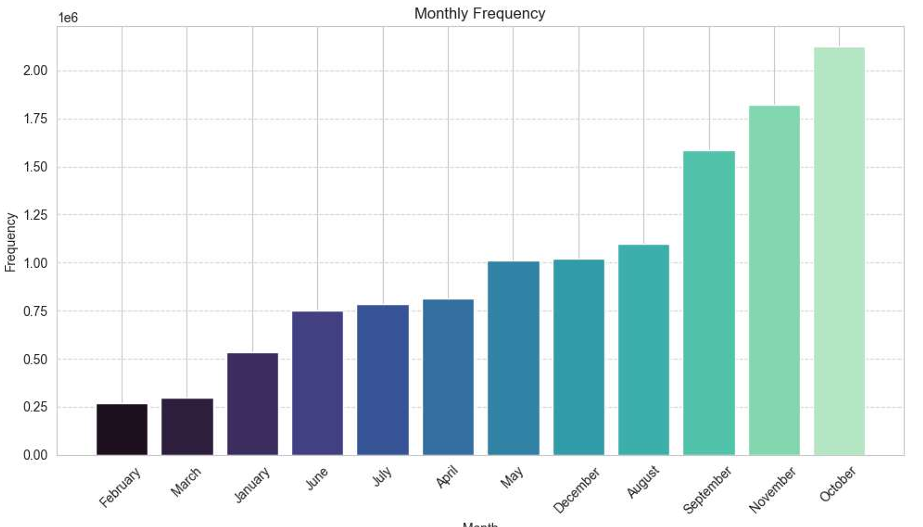 Monthly Frequency
1e6
2.00
1.75
1.50
1.25
1.00
0.75
0.50
0.25
0.00
Frequency
February
March
January
June
July
April
May
December
August
September
November
October
Month